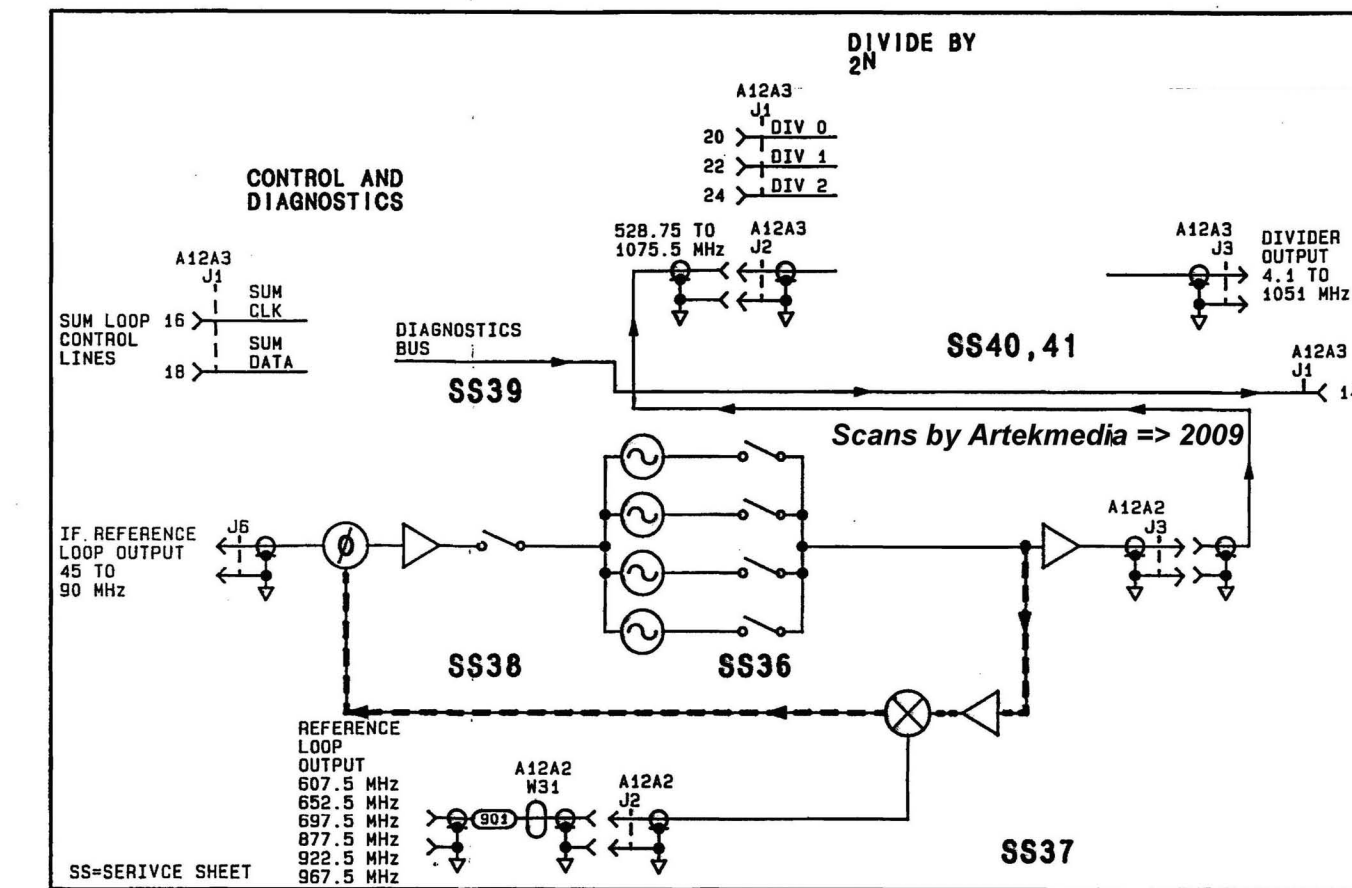 DIVIDE BY
2N
A12A3
J1
20 DIV 0
22 DIV 1
24 DIV 2
CONTROL AND
DIAGNOSTICS
528.75 TO
1075.5 MHz
A12A3
J2
A12A3
J3
DIVIDER
OUTPUT
4.1 TO
1051 MHz
A12A3
J1
SUM LOOP
CONTROL
LINES
16
SUM
CLK
18
SUM
DATA
DIAGNOSTICS
BUS
SS39
SS40,41
A12A3
J1
Scans by Artekmedia => 2009
IF. REFERENCE
LOOP OUTPUT
45 TO
90 MHz
J6
A12A2
J3
SS38
SS36
REFERENCE
LOOP
OUTPUT
607.5 MHz
652.5 MHz
697.5 MHz
877.5 MHz
922.5 MHz
967.5 MHz
901
A12A2
W31
A12A2
J2
SS37
SS=SERIVCE SHEET